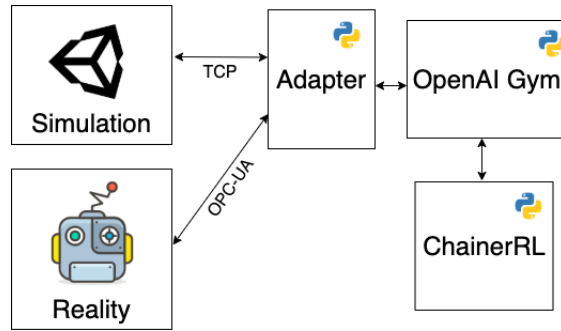 Simulation
TCP
Adapter
OpenAI Gym
OPC-UA
Reality
ChainerRL